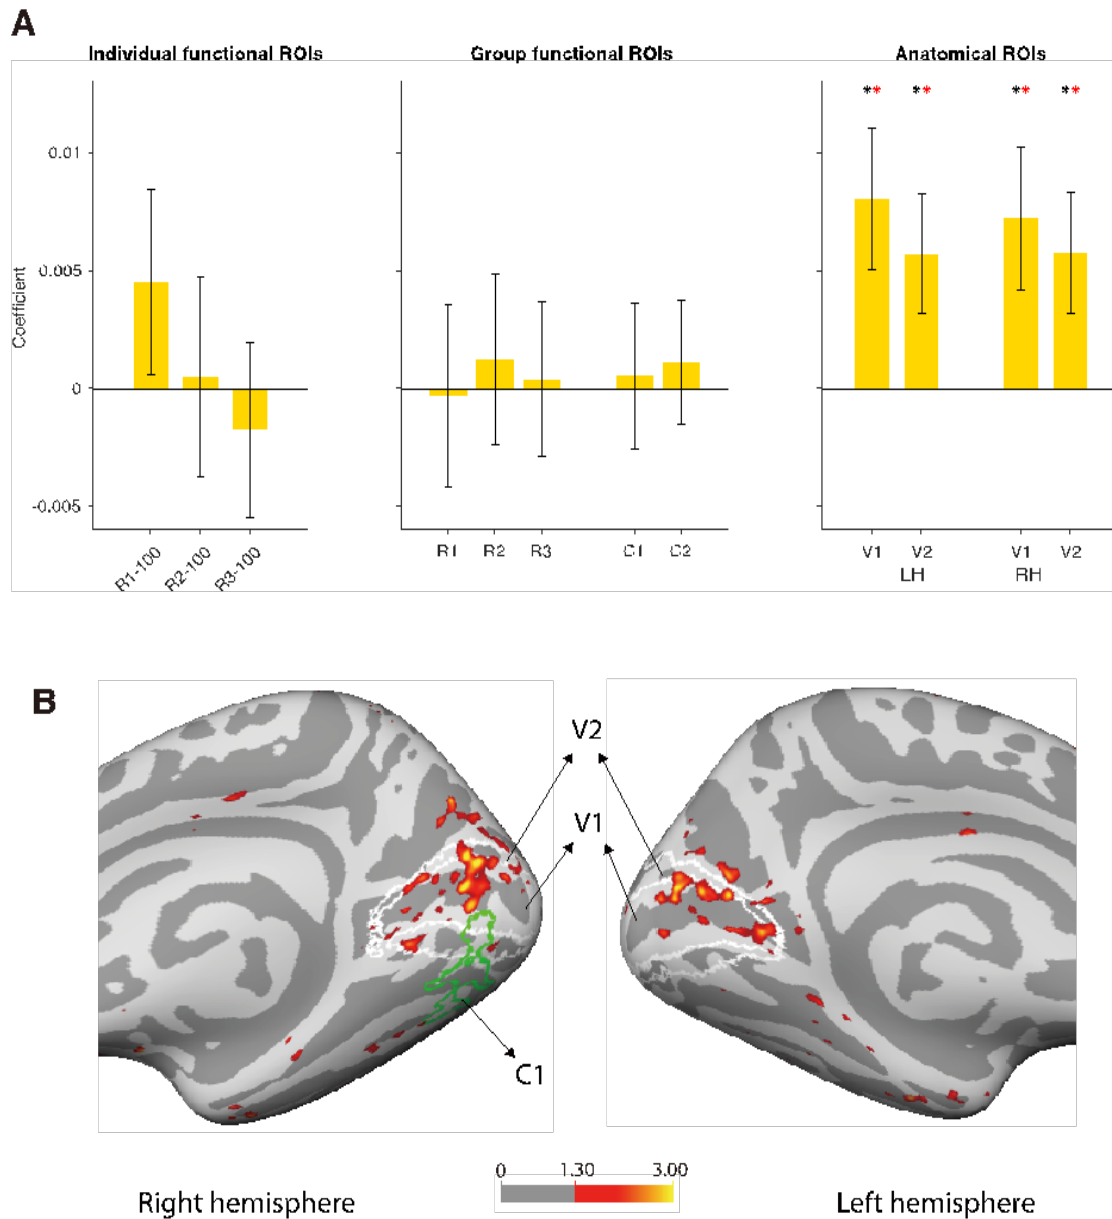 A
Individual functional ROIs
Group functional ROIs
Anatomical ROIs
** ** ** **
Coefficient
0.01
0.005
0
-0.005
R1-100 R2-100 R3-100
R1 R2 R3 C1 C2
V1 V2 V1 V2
LH RH
B
V2
V1
C1
0 1.30 3.00
Right hemisphere
Left hemisphere